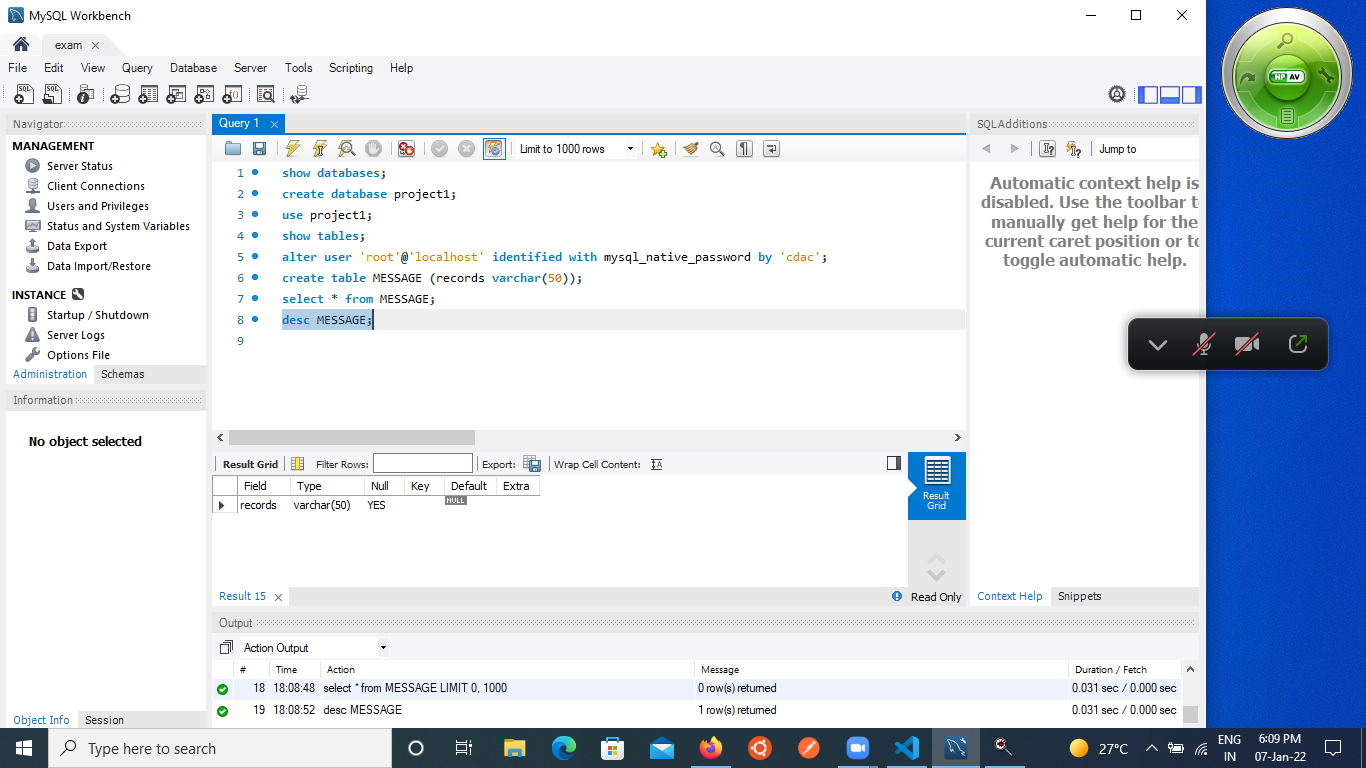 MySQL Workbench
exam
File Edit View Query Database Server Tools Scripting Help
Navigator
MANAGEMENT
Server Status
Client Connections
Users and Privileges
Status and System Variables
Data Export
Data Import/Restore
INSTANCE
Startup / Shutdown
Server Logs
Options File
Administration Schemas
Information
No object selected
Object Info Session
Query 1
Limit to 1000 rows
1 show databases;
2 create database project1;
3 use project1;
4 show tables;
5 alter user 'root'@'localhost' identified with mysql_native_password by 'cdac';
6 create table MESSAGE (records varchar(50));
7 select * from MESSAGE;
8 desc MESSAGE;
9
Result Grid Filter Rows: Export: Wrap Cell Content:
Field Type Null Key Default Extra
records varchar(50) YES NULL
Result
Grid
Result 15 Read Only
SQLAdditions
Jump to
Automatic context help is
disabled. Use the toolbar t
manually get help for the
current caret position or to
toggle automatic help.
Context Help Snippets
Output
Action Output
# Time Action Message Duration / Fetch
18 18:08:48 select * from MESSAGE LIMIT 0, 1000 0 row(s) returned 0.031 sec / 0.000 sec
19 18:08:52 desc MESSAGE 1 row(s) returned 0.031 sec / 0.000 sec
NP AV
Type here to search
27°C
ENG
IN
6:09 PM
07-Jan-22